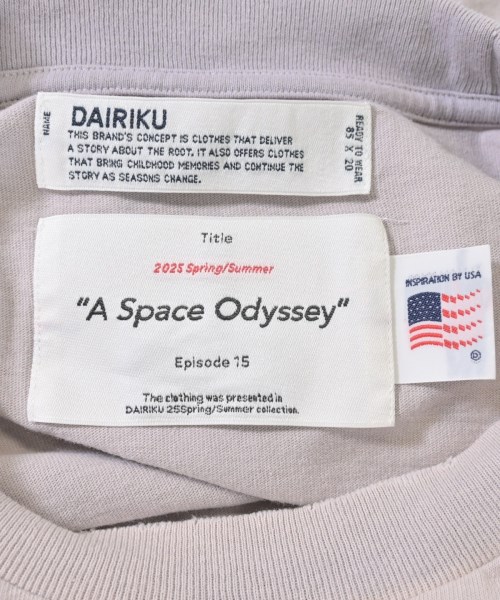 NAME
DAIRIKU
THIS BRAND'S CONCEPT IS CLOTHES THAT DELIVER
A STORY ABOUT THE ROOT. IT ALSO OFFERS CLOTHES
THAT BRING CHILDHOOD MEMORIES AND CONTINUE THE
STORY AS SEASONS CHANGE.
READY TO WEAR
85 X 20
Title
2025 Spring/Summer
"A Space Odyssey"
Episode 15
The clothing was presented in
DAIRIKU 25Spring/Summer collection.
INSPIRATION BY USA